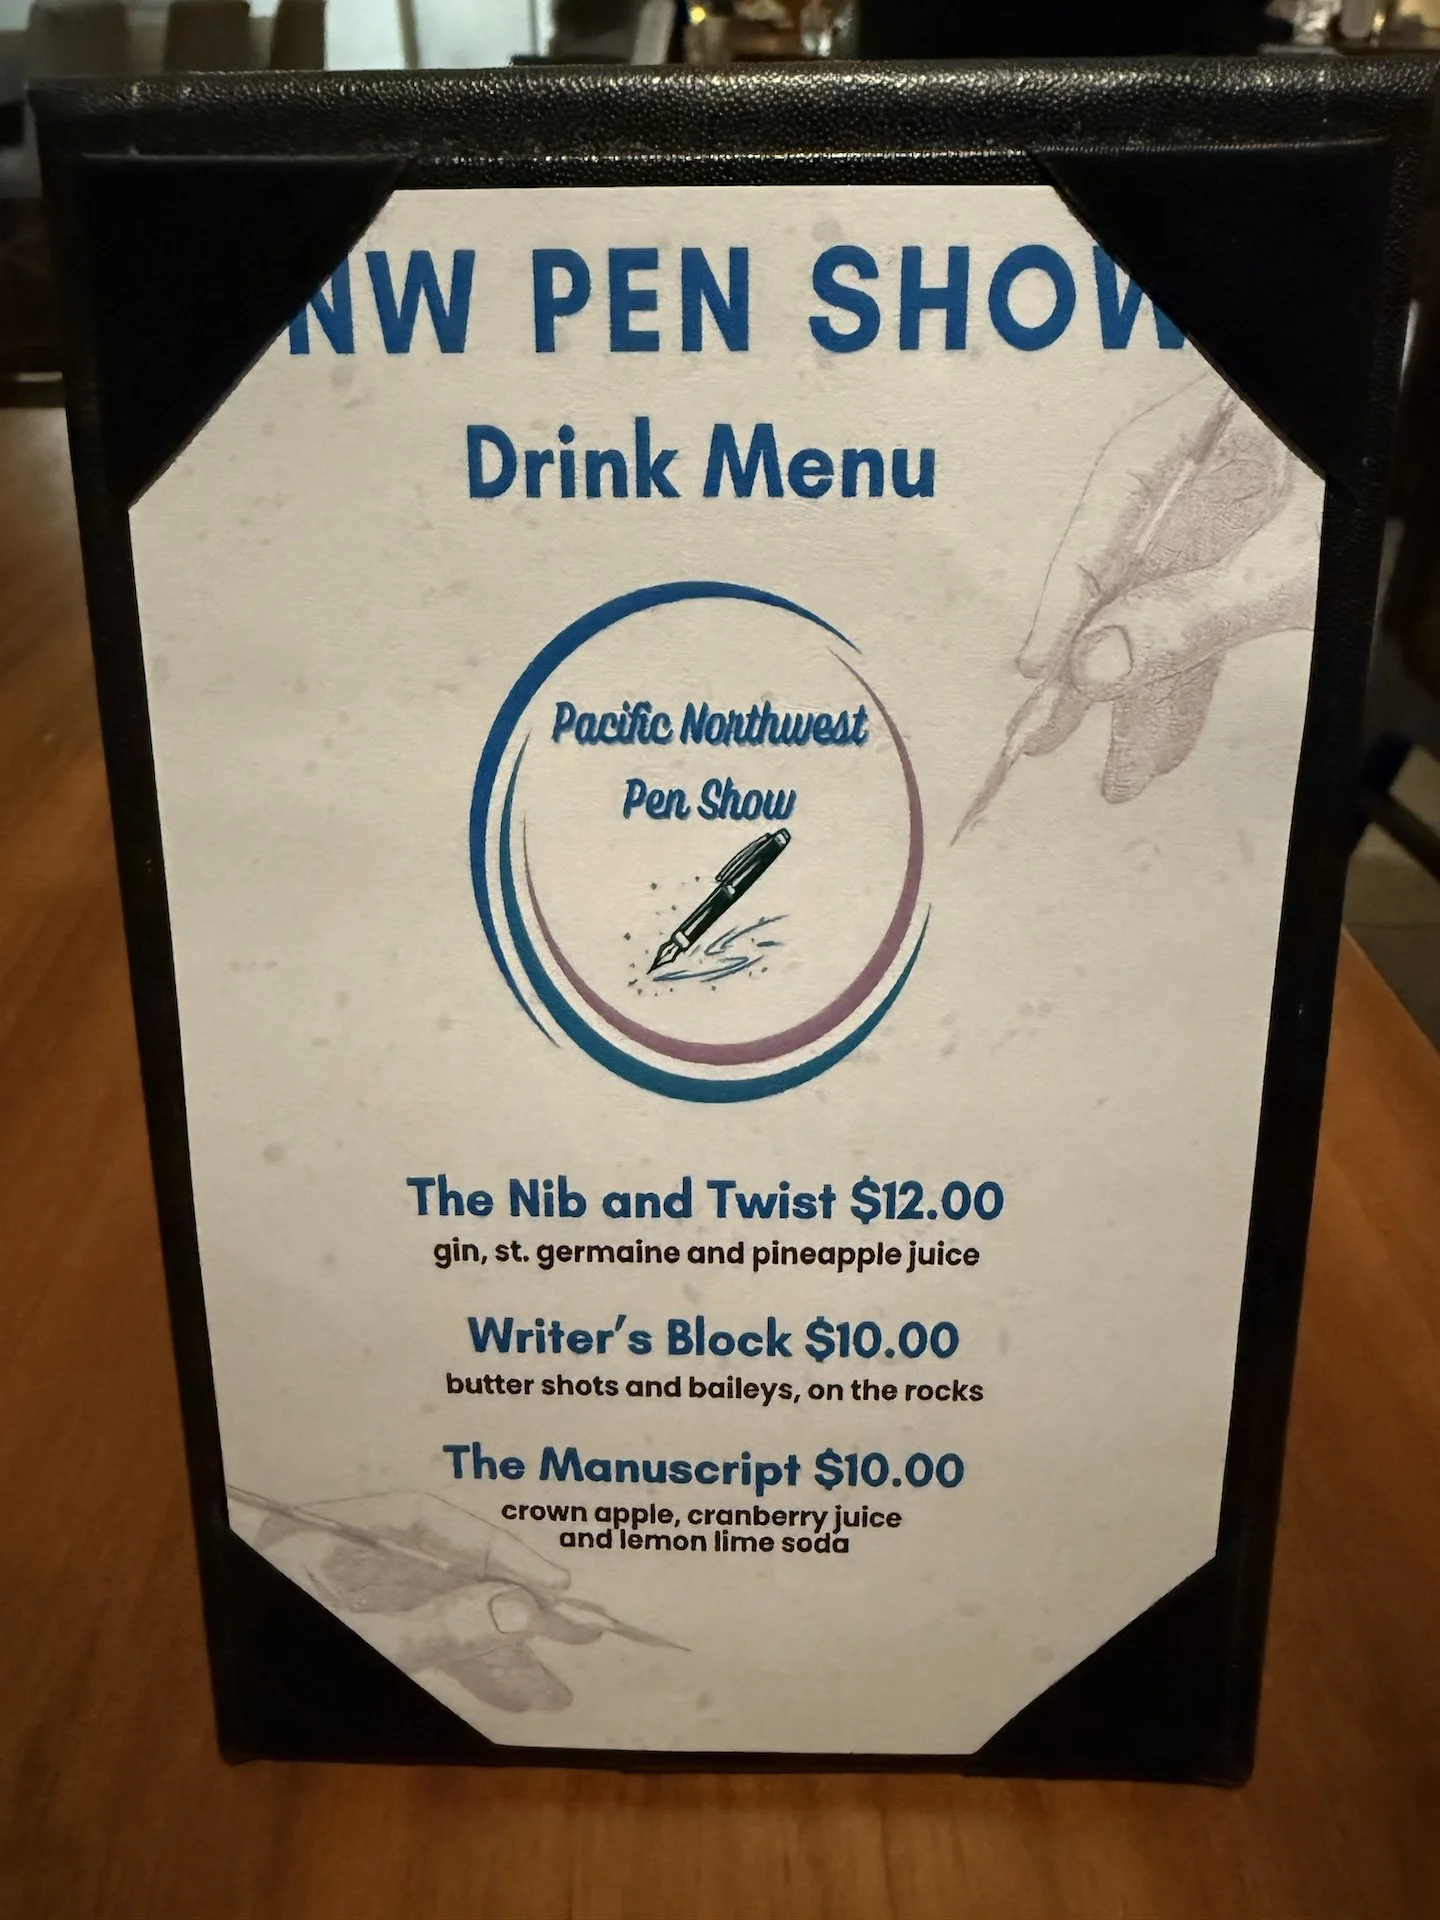 NW PEN SHOW
Drink Menu
Pacific Northwest
Pen Show
The Nib and Twist $12.00
gin, st. germaine and pineapple juice
Writer's Block $10.00
butter shots and baileys, on the rocks
The Manuscript $10.00
crown apple, cranberry juice
and lemon lime soda